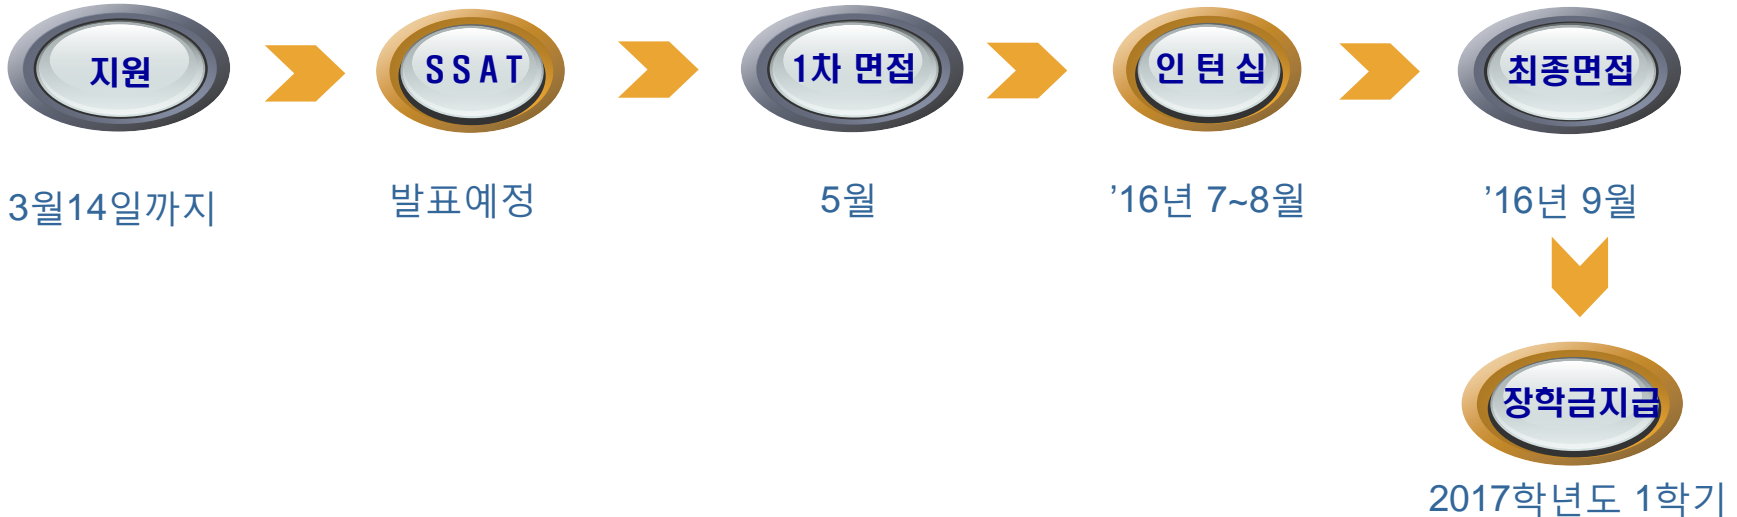 지원
SSAT
1차 면접
인턴십
최종면접
3월14일까지
발표예정
5월
’16년 7~8월
’16년 9월
장학금지급
2017학년도 1학기